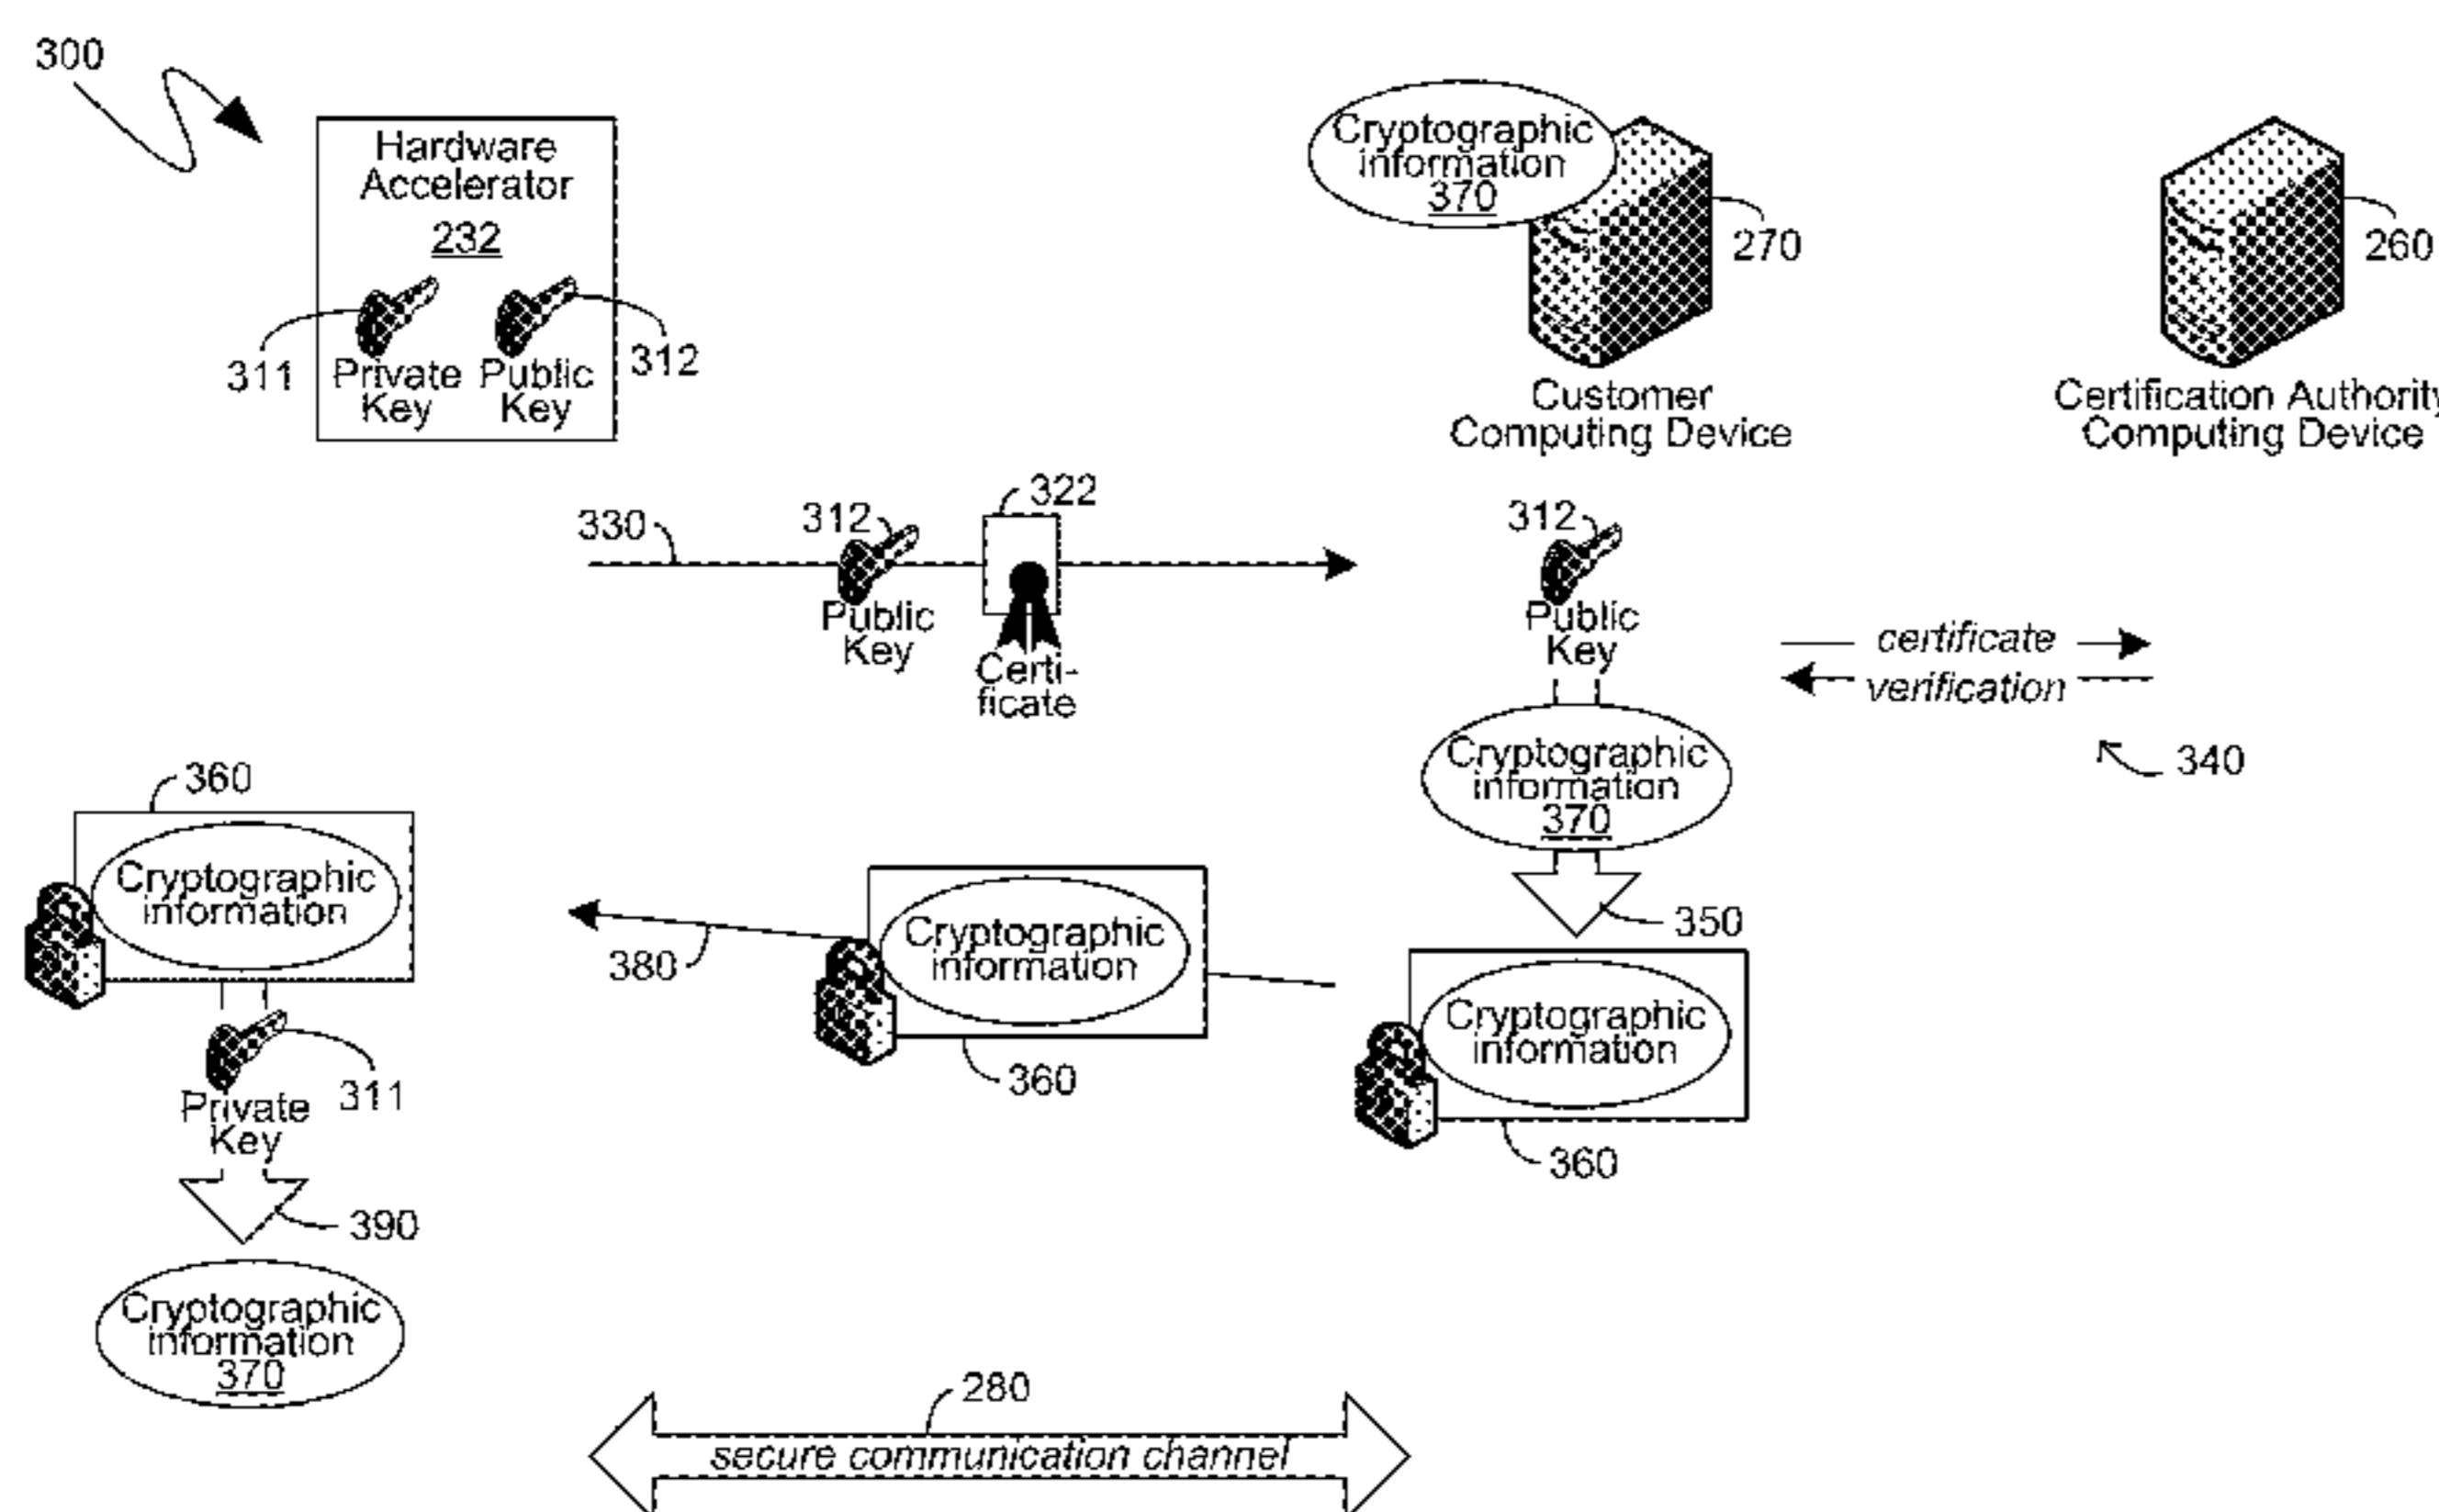 300
Hardware
Accelerator
232
311
Private
Key
Public
Key
312
Cryptographic
information
370
270
Customer
Computing Device
260
Certification Authority
Computing Device
330
312
Public
Key
322
Certi-
ficate
312
Public
Key
certificate
verification
340
Cryptographic
information
370
350
Cryptographic
information
360
380
Cryptographic
information
360
360
Cryptographic
information
311
Private
Key
390
Cryptographic
information
370
280
secure communication channel